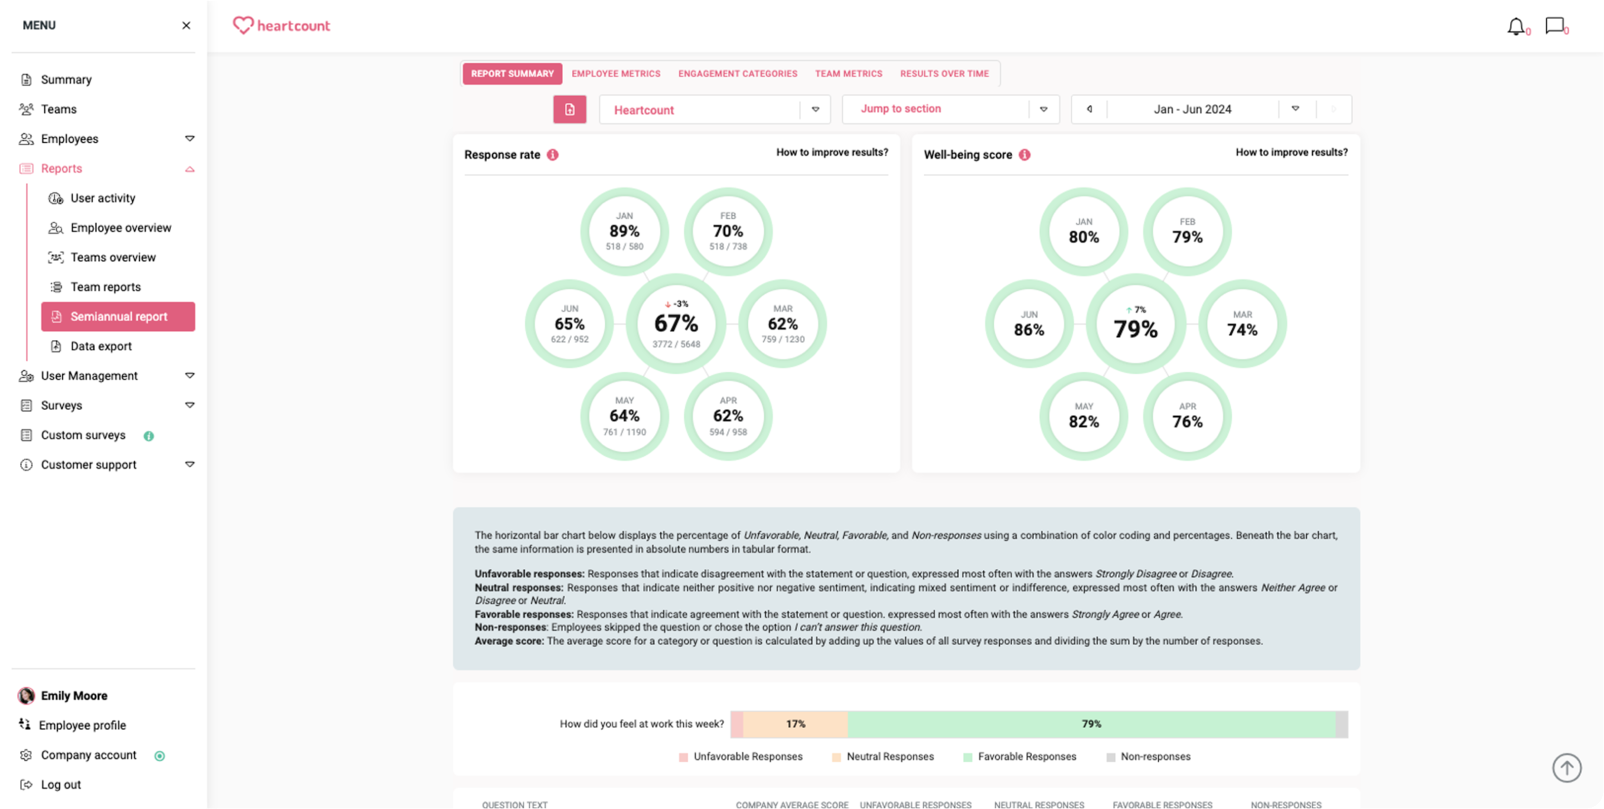 MENU
heartcount
0
0
Summary
Teams
Employees
Reports
User activity
Employee overview
Teams overview
Team reports
Semiannual report
Data export
User Management
Surveys
Custom surveys
Customer support
Emily Moore
Employee profile
Company account
Log out
REPORT SUMMARY EMPLOYEE METRICS ENGAGEMENT CATEGORIES TEAM METRICS RESULTS OVER TIME
Heartcount Jump to section Jan - Jun 2024
Response rate How to improve results?
JAN
89%
518 / 580
FEB
70%
518 / 738
JUN
65%
622 / 952
-3%
67%
3772 / 5648
MAR
62%
759 / 1230
MAY
64%
761 / 1190
APR
62%
594 / 958
Well-being score How to improve results?
JAN
80%
FEB
79%
JUN
86%
7%
79%
MAR
74%
MAY
82%
APR
76%
The horizontal bar chart below displays the percentage of Unfavorable, Neutral, Favorable, and Non-responses using a combination of color coding and percentages. Beneath the bar chart,
the same information is presented in absolute numbers in tabular format.
Unfavorable responses: Responses that indicate disagreement with the statement or question, expressed most often with the answers Strongly Disagree or Disagree.
Neutral responses: Responses that indicate neither positive nor negative sentiment, indicating mixed sentiment or indifference, expressed most often with the answers Neither Agree or
Disagree or Neutral.
Favorable responses: Responses that indicate agreement with the statement or question. expressed most often with the answers Strongly Agree or Agree.
Non-responses: Employees skipped the question or chose the option I can't answer this question.
Average score: The average score for a category or question is calculated by adding up the values of all survey responses and dividing the sum by the number of responses.
How did you feel at work this week? 17% 79%
Unfavorable Responses Neutral Responses Favorable Responses Non-responses
QUESTION TEXT COMPANY AVERAGE SCORE UNFAVORABLE RESPONSES NEUTRAL RESPONSES FAVORABLE RESPONSES NON-RESPONSES